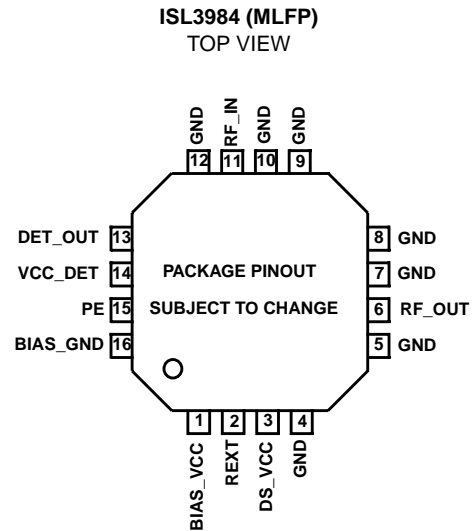 ISL3984 (MLFP)
TOP VIEW
GND
RF_IN
GND
GND
12
11
10
9
DET_OUT 13
VCC_DET 14
PE 15
BIAS_GND 16
PACKAGE PINOUT
SUBJECT TO CHANGE
8 GND
7 GND
6 RF_OUT
5 GND
1
2
3
4
BIAS_VCC
REXT
DS_VCC
GND